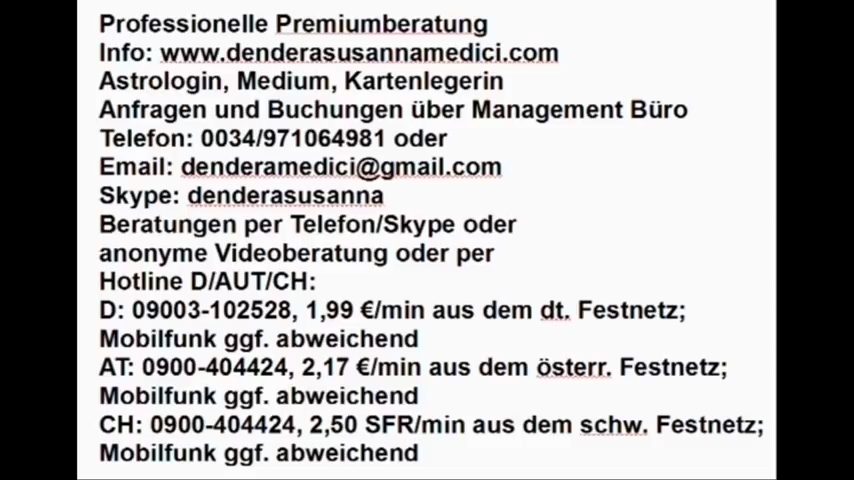 Professionelle Premiumberatung
Info: www.denderasusannamedici.com
Astrologin, Medium, Kartenlegerin
Anfragen und Buchungen über Management Büro
Telefon: 0034/971064981 oder
Email: denderamedici@gmail.com
Skype: denderasusanna
Beratungen per Telefon/Skype oder
anonyme Videoberatung oder per
Hotline D/AUT/CH:
D: 09003-102528, 1,99 €/min aus dem dt. Festnetz;
Mobilfunk ggf. abweichend
AT: 0900-404424, 2,17 €/min aus dem österr. Festnetz;
Mobilfunk ggf. abweichend
CH: 0900-404424, 2,50 SFR/min aus dem schw. Festnetz;
Mobilfunk ggf. abweichend